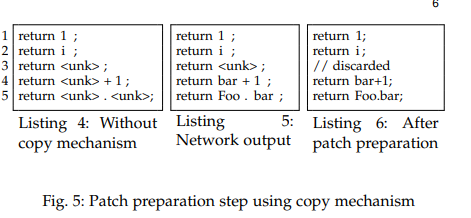 6
1 return 1 ;
2 return i ;
3 return <unk> ;
4 return <unk> + 1 ;
5 return <unk> . <unk>;
Listing 4: Without
copy mechanism
return 1 ;
return i ;
return <unk> ;
return bar + 1 ;
return Foo . bar ;
Listing 5:
Network output
return 1;
return i;
// discarded
return bar+1;
return Foo.bar;
Listing 6: After
patch preparation
Fig. 5: Patch preparation step using copy mechanism